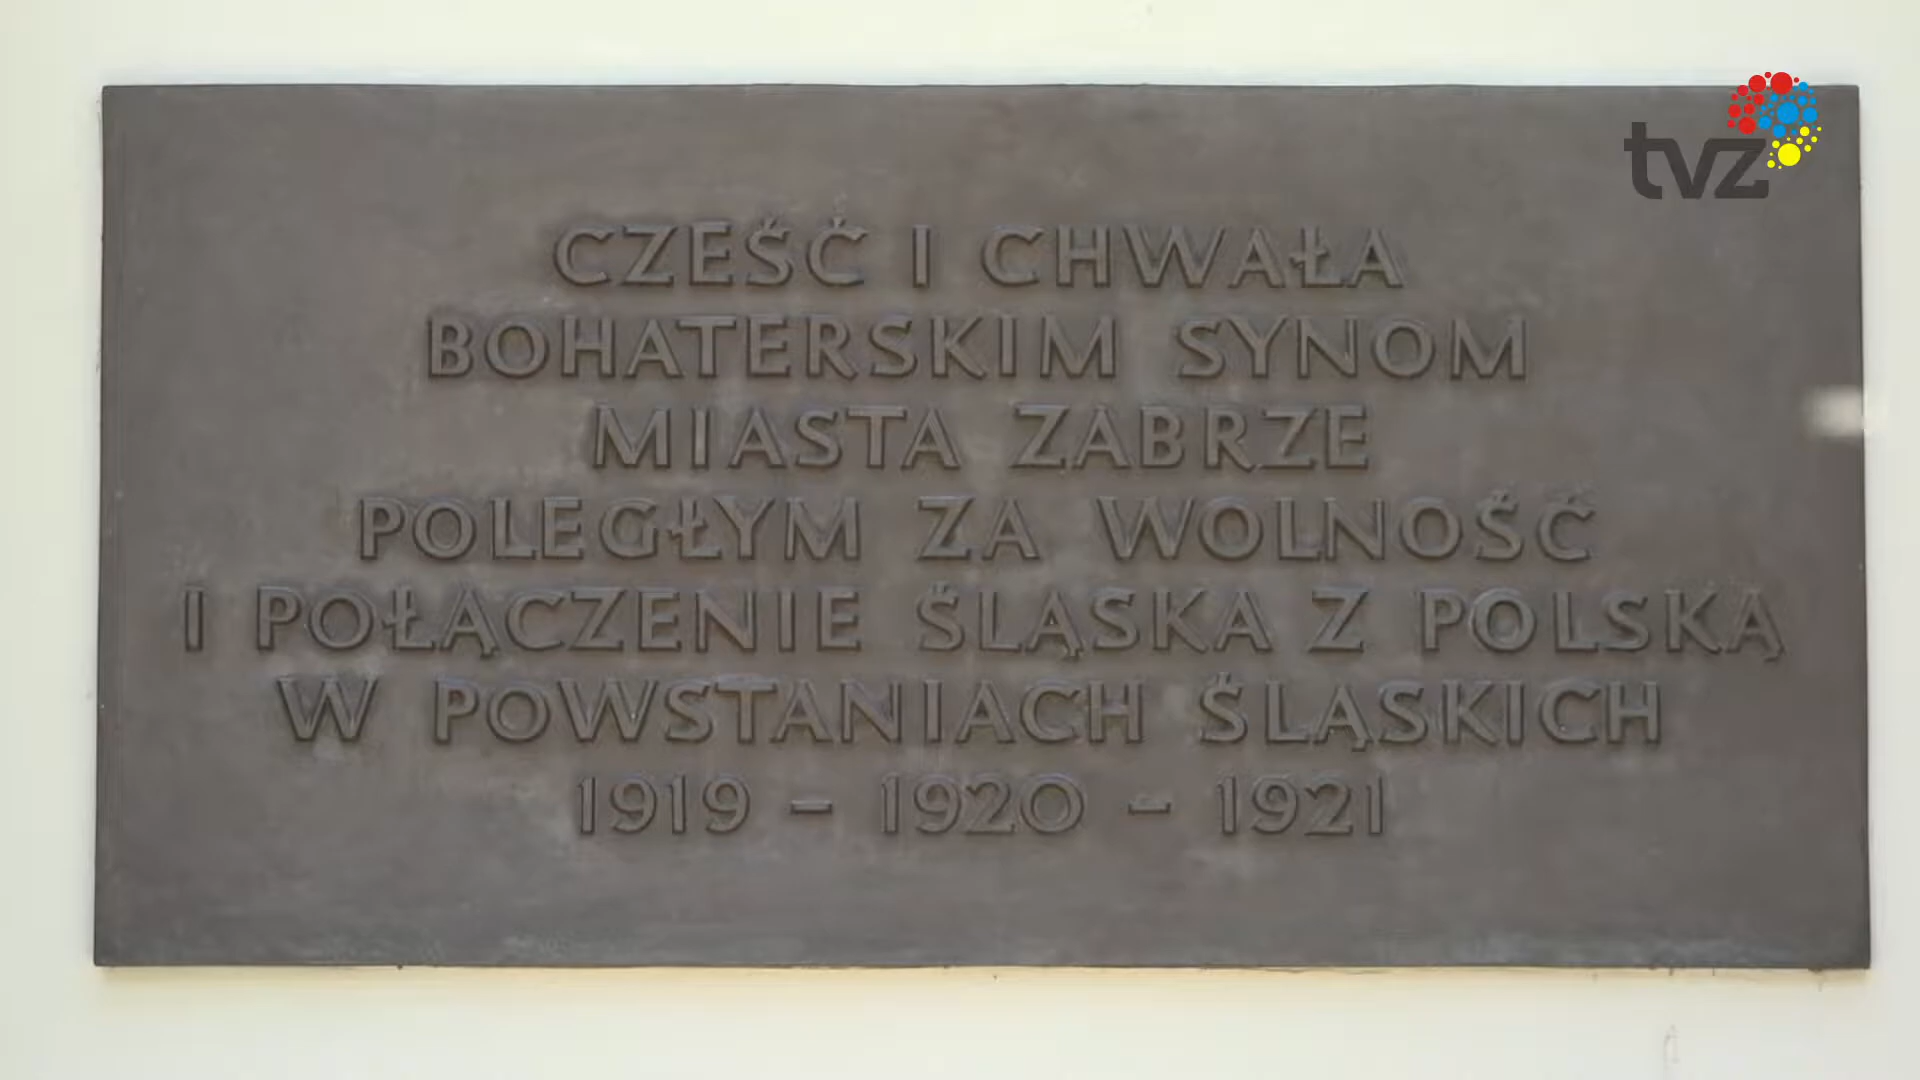 tvz
CZEŚĆ I CHWAŁA
BOHATERSKIM SYNOM
MIASTA ZABRZE
POLEGŁYM ZA WOLNOŚĆ
I POŁĄCZENIE ŚLĄSKA Z POLSKĄ
W POWSTANIACH ŚLĄSKICH
1919 – 1920 – 1921